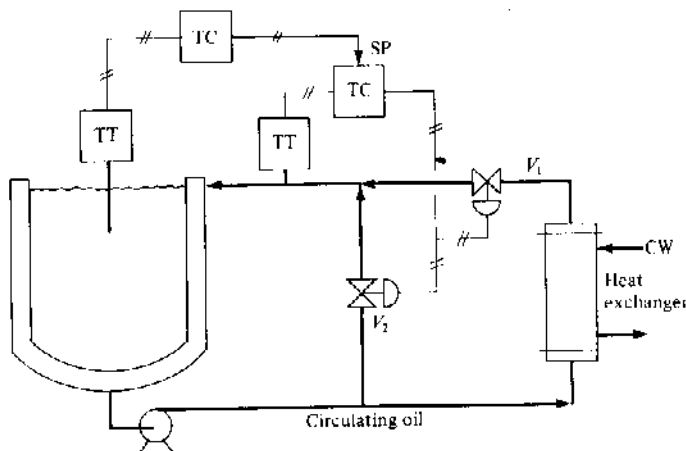 TC
SP
TC
TT
TT
V₁
CW
Heat
exchanger
V₂
Circulating oil